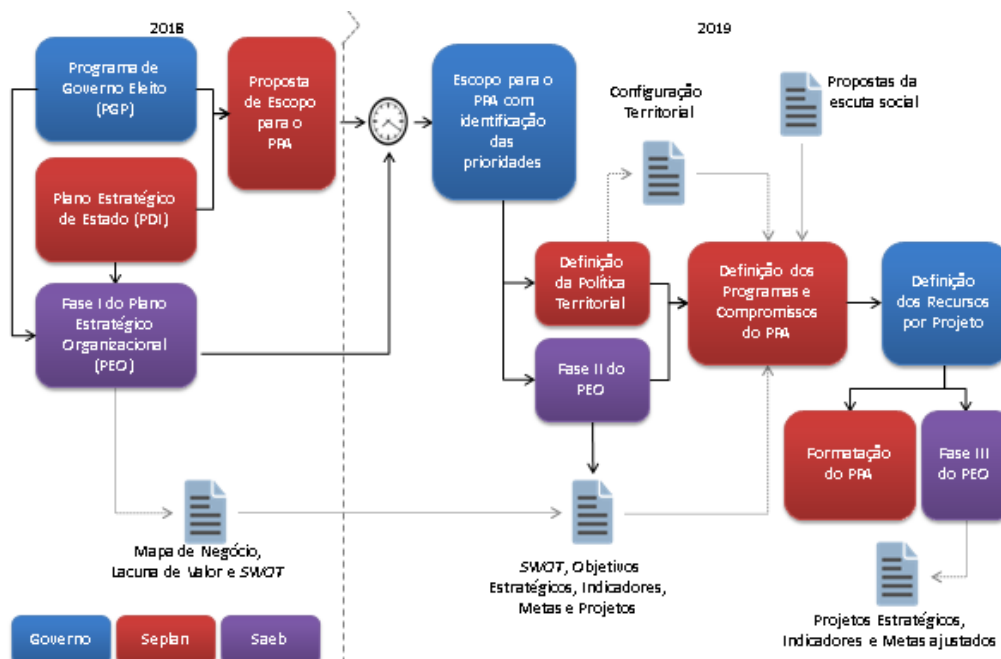 2018
2019
Programa de
Governo Eleito
(PGP)
Proposta
de Escopo
para o
PPA
Plano Estratégico
de Estado (PDI)
Fase I do Plano
Estratégico
Organizacional
(PEO)
Escopo para o
PPA com
identificação
das
prioridades
Configuração
Territorial
Propostas da
escuta social
Definição
da Política
Territorial
Fase II do
PEO
Definição dos
Programas e
Compromissos
do PPA
Definição
dos Recursos
por Projeto
Formatação
do PPA
Fase III
do PEO
Mapa de Negócio,
Lacuna de Valor e SWOT
SWOT, Objetivos
Estratégicos, Indicadores,
Metas e Projetos
Projetos Estratégicos,
Indicadores e Metas ajustados
Governo
Seplan
Saeb